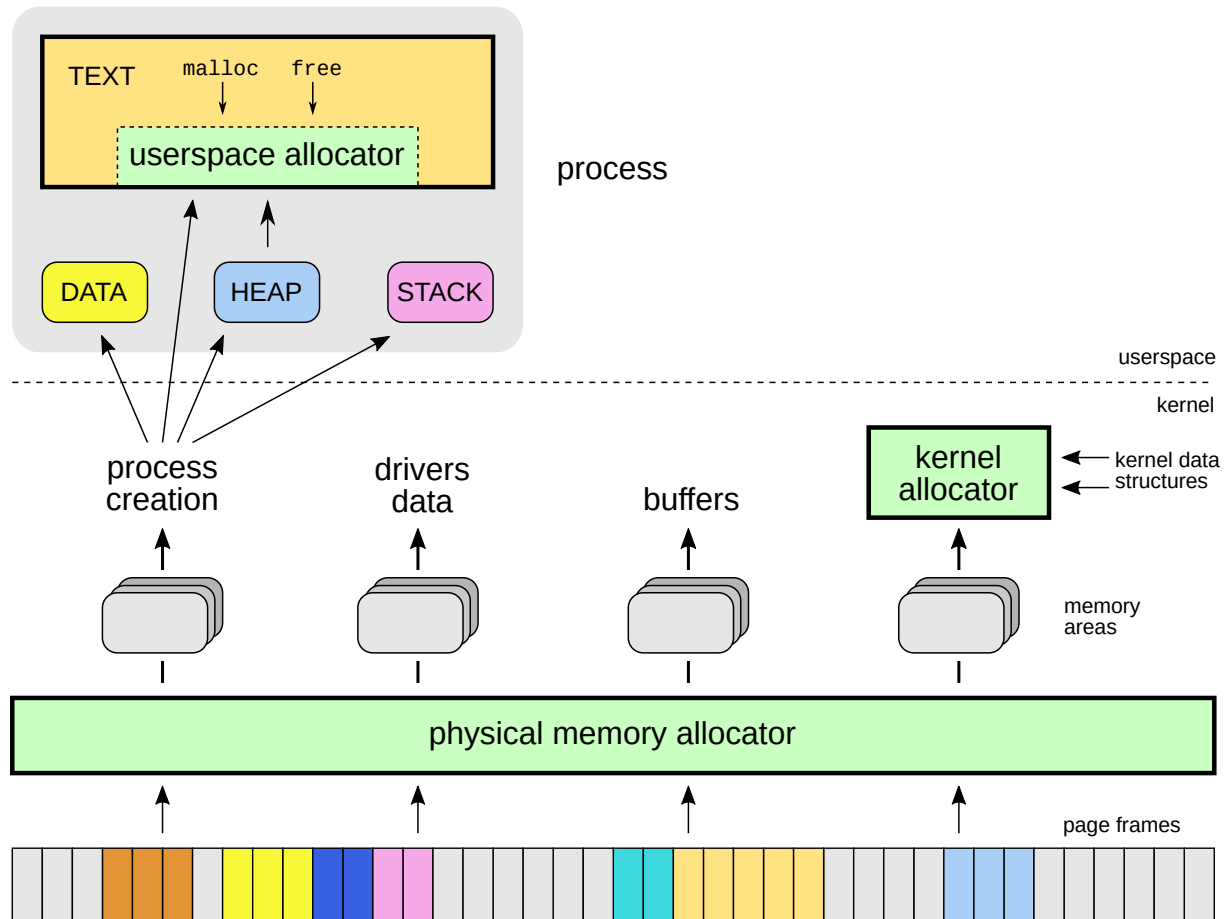 TEXT
malloc free
userspace allocator
process
DATA
HEAP
STACK
userspace
kernel
process
creation
drivers
data
buffers
kernel
allocator
kernel data
structures
memory
areas
physical memory allocator
page frames